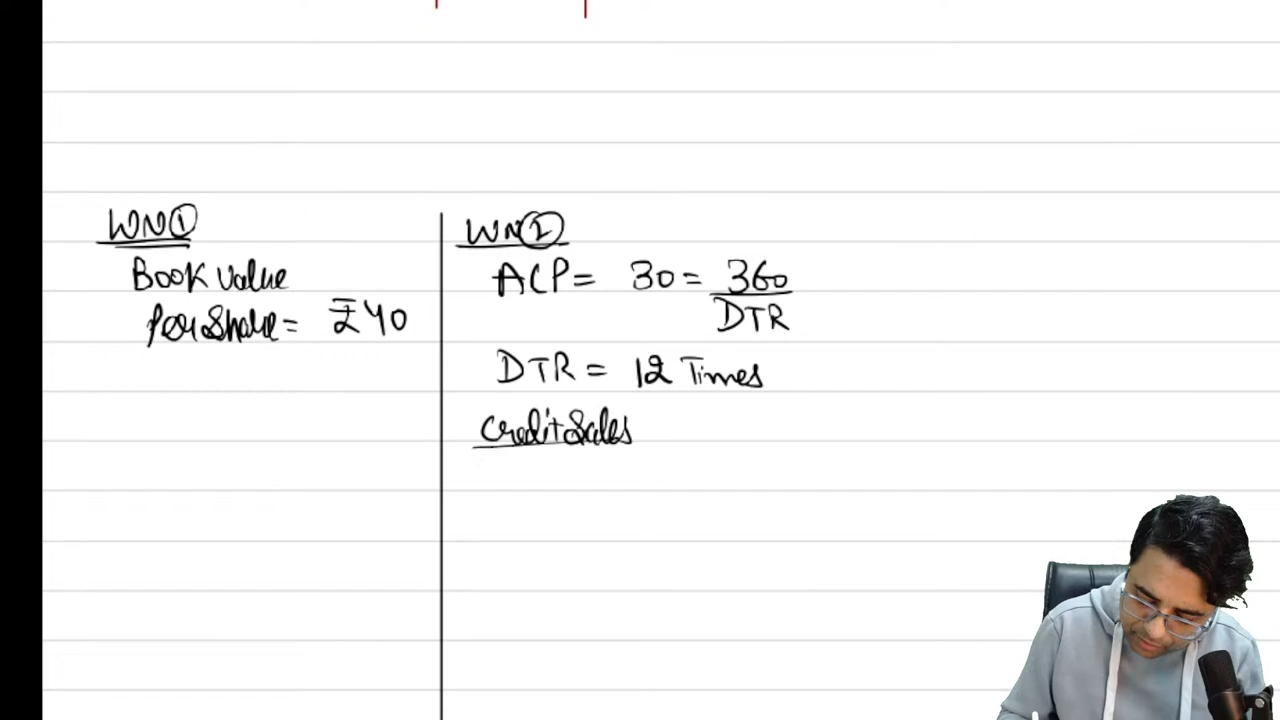 WN①
Book Value
Per Share = ₹40
WN②
ACP = 30 = 360
DTR
DTR = 12 Times
Credit Sales